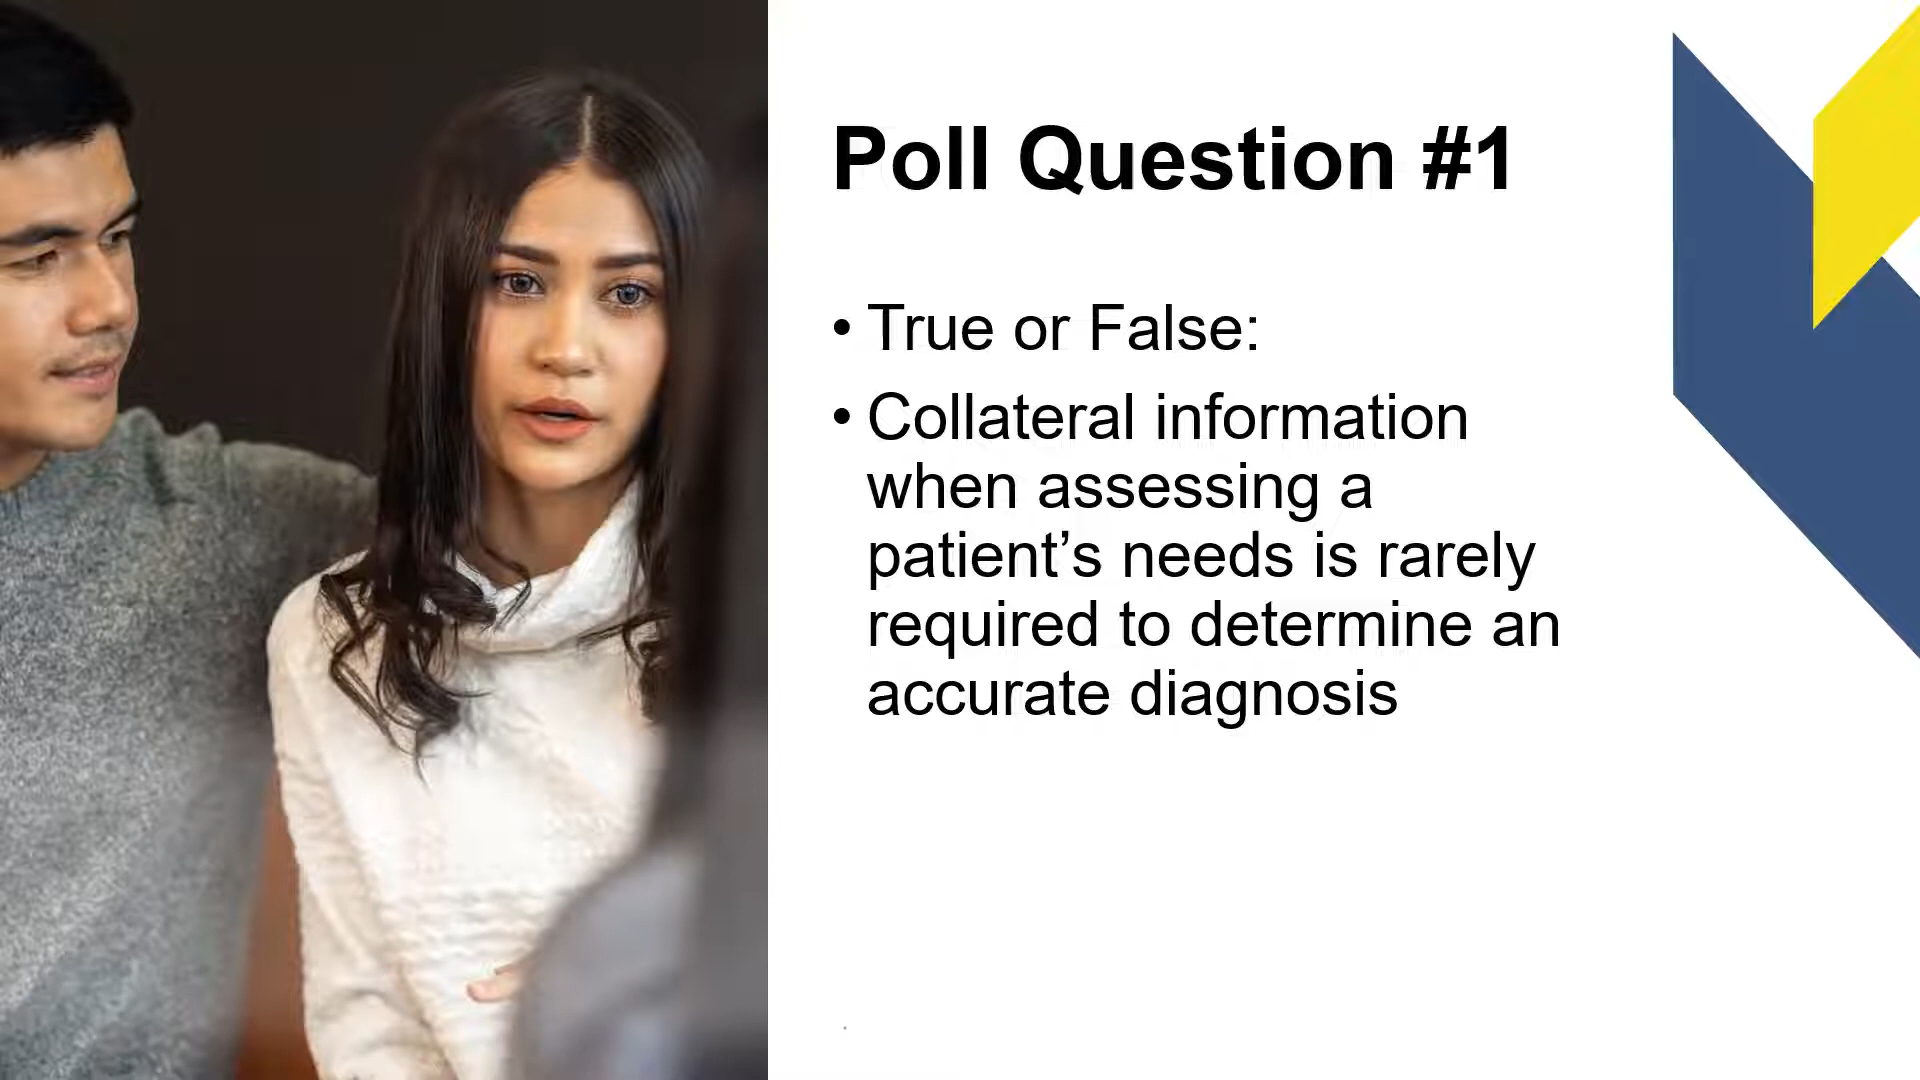 Poll Question #1
• True or False:
• Collateral information
when assessing a
patient’s needs is rarely
required to determine an
accurate diagnosis